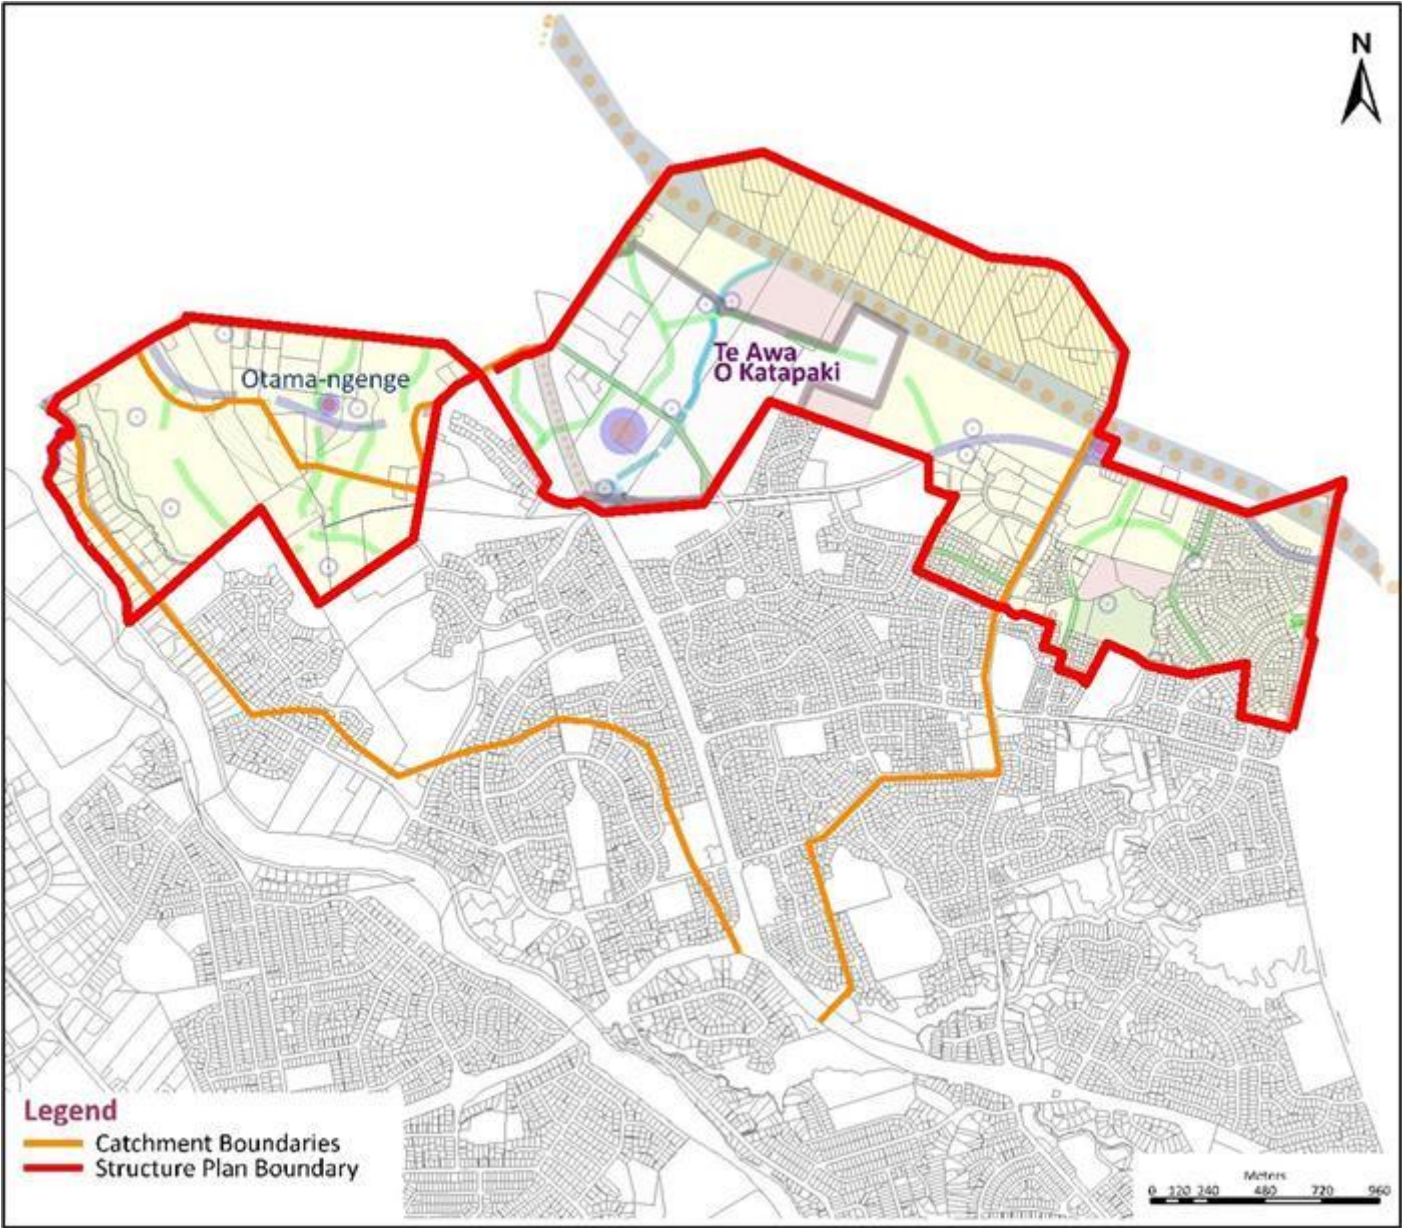 N
Otama-ngenge
Te Awa
O Katapaki
Legend
Catchment Boundaries
Structure Plan Boundary
Meters
0 120 240 480 720 960